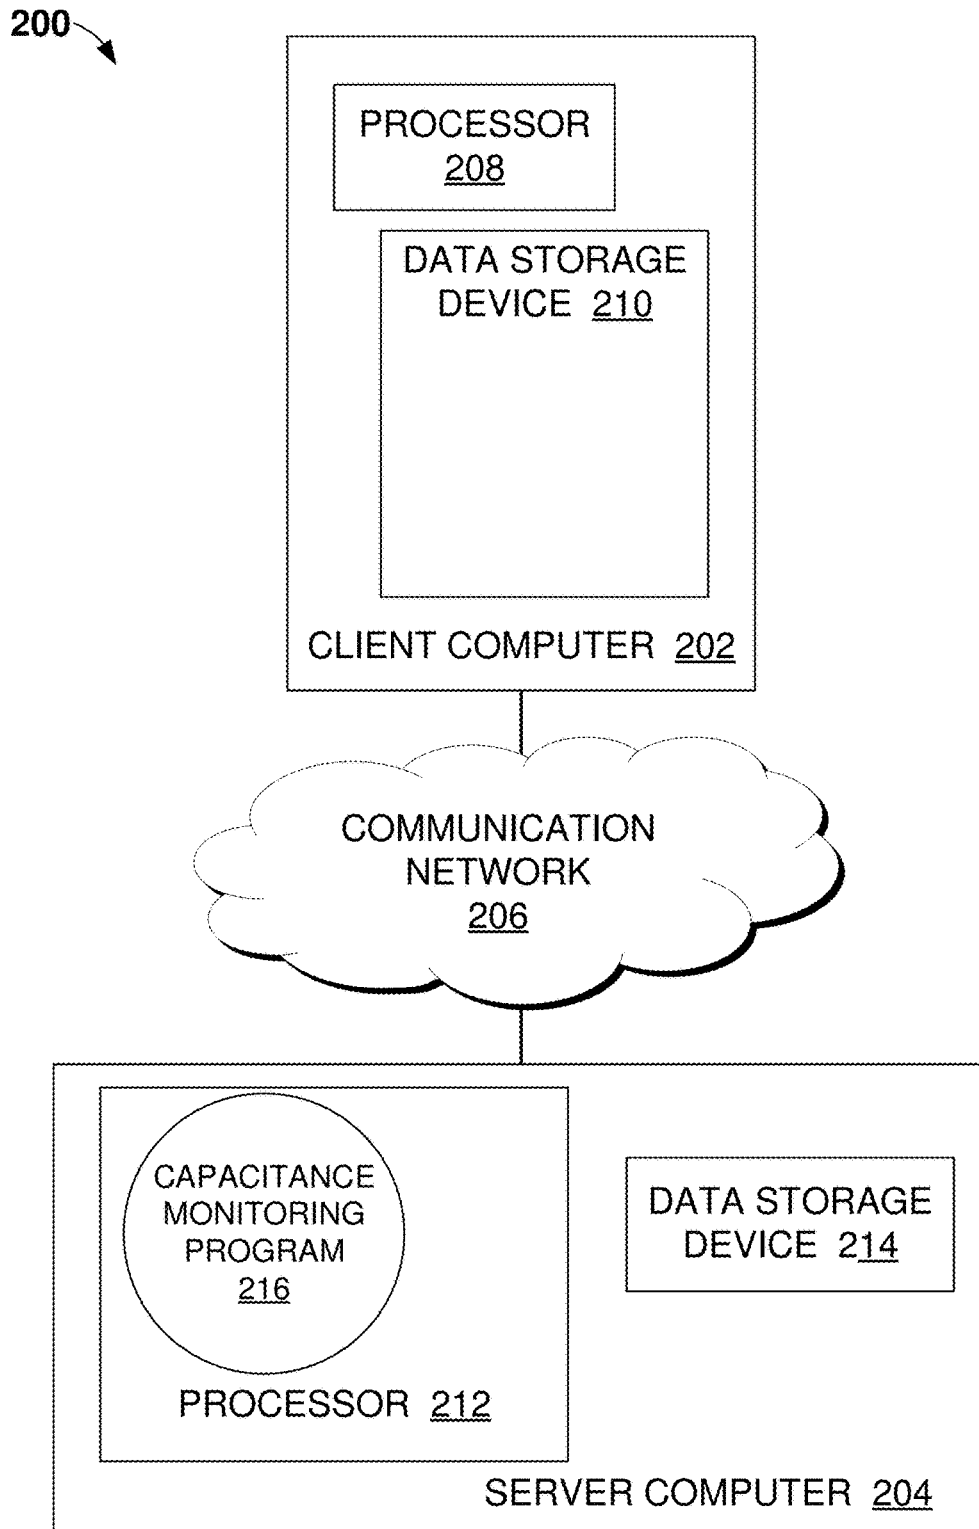 200
PROCESSOR
208
DATA STORAGE
DEVICE 210
CLIENT COMPUTER 202
COMMUNICATION
NETWORK
206
CAPACITANCE
MONITORING
PROGRAM
216
PROCESSOR 212
DATA STORAGE
DEVICE 214
SERVER COMPUTER 204